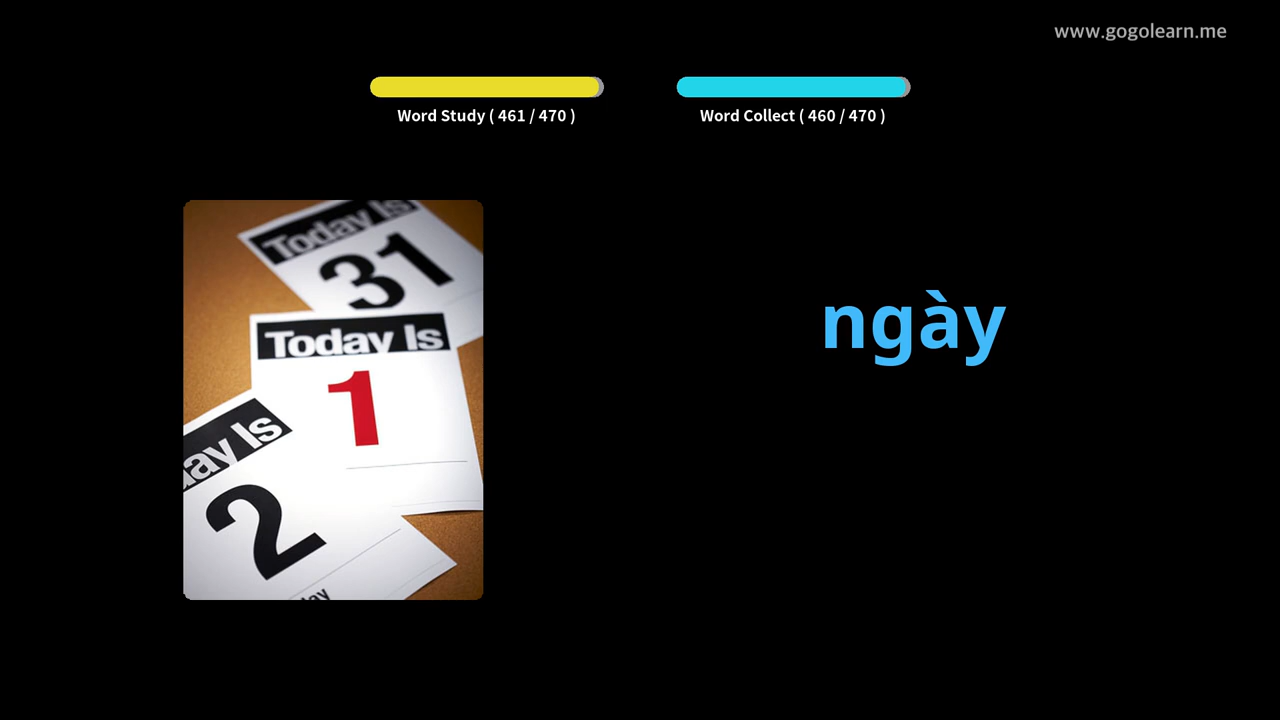 www.gogolearn.me
Word Study ( 461 / 470 )
Word Collect ( 460 / 470 )
Today Is
31
Today Is
1
ay Is
2
ay
ngày